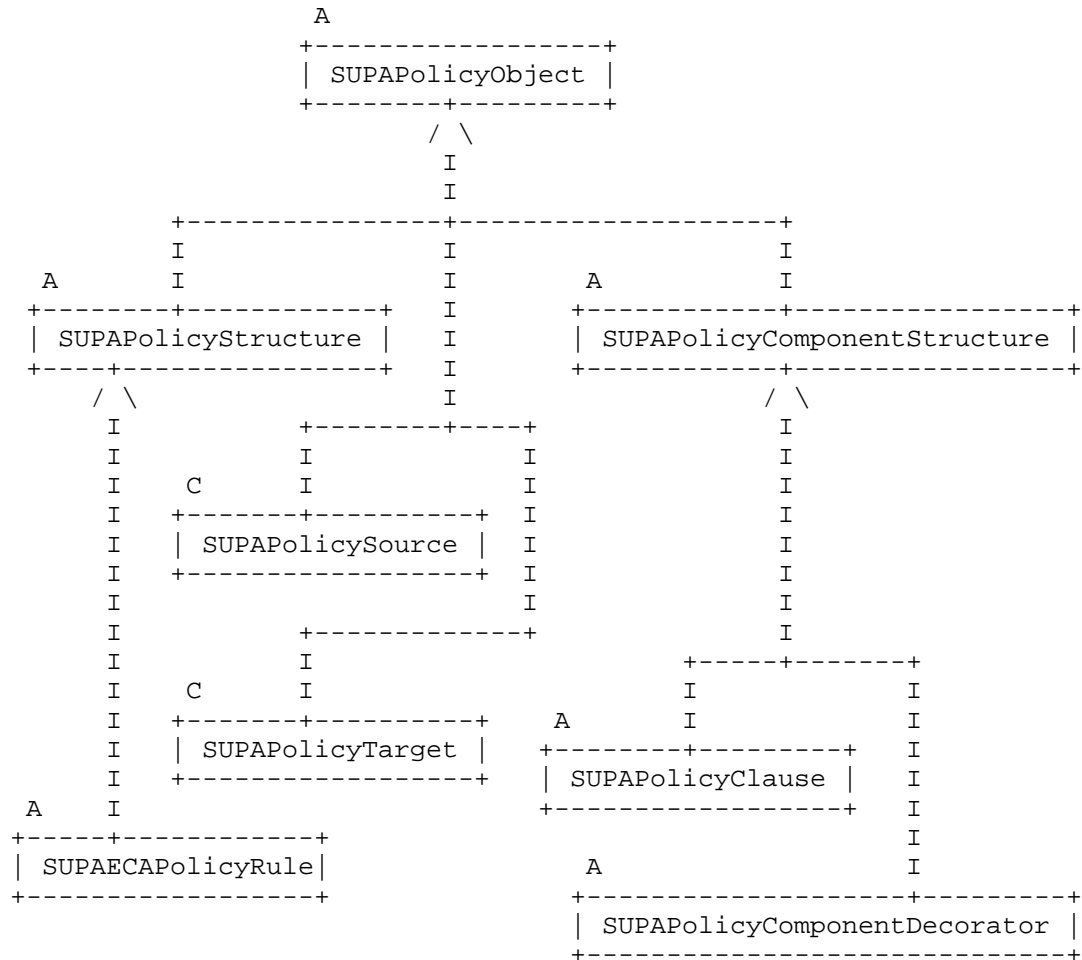 A
SUPAPolicyObject
A
A
SUPAPolicyStructure
SUPAPolicyComponentStructure
C
SUPAPolicySource
C
A
SUPAPolicyTarget
SUPAPolicyClause
A
SUPAECAPolicyRule
A
SUPAPolicyComponentDecorator